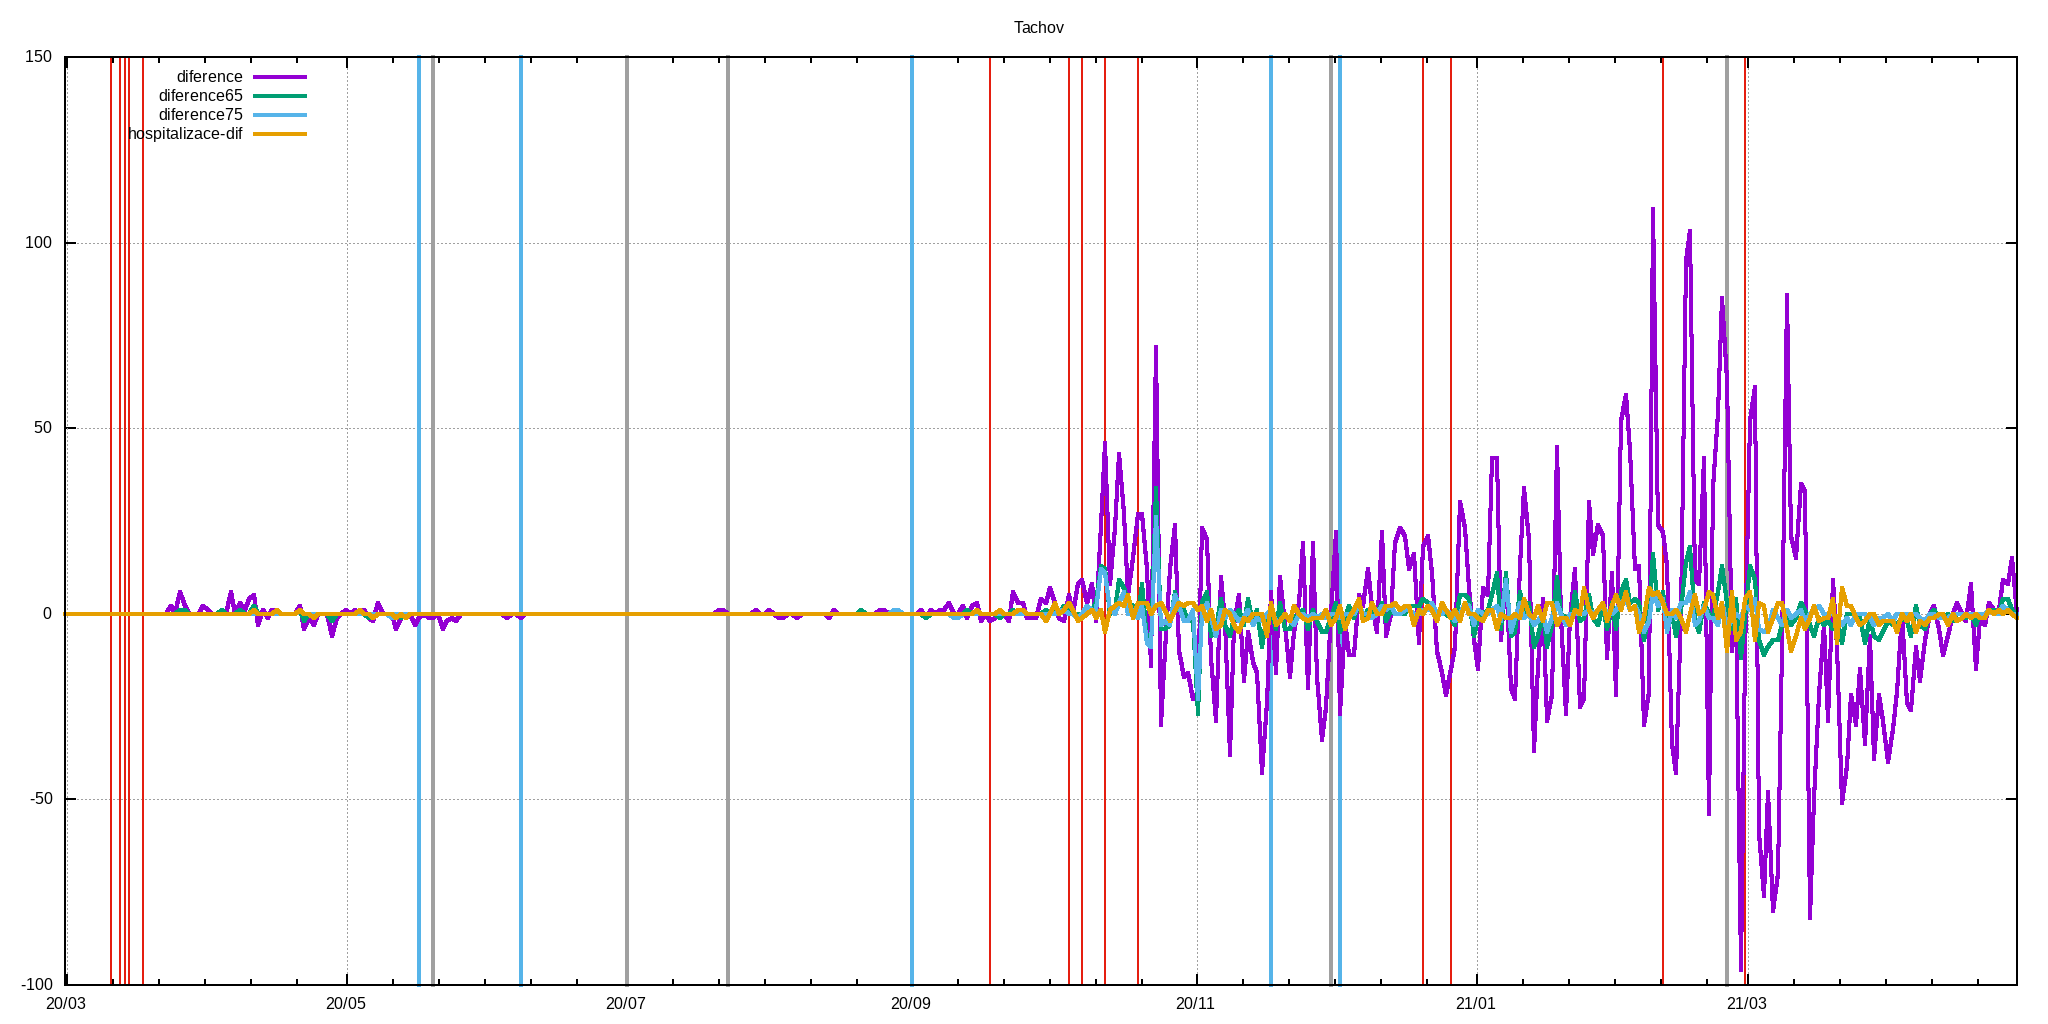 Tachov
150
diference
diference65
diference75
hospitalizace-dif
100
50
0
-50
-100
20/03 20/05 20/07 20/09 20/11 21/01 21/03